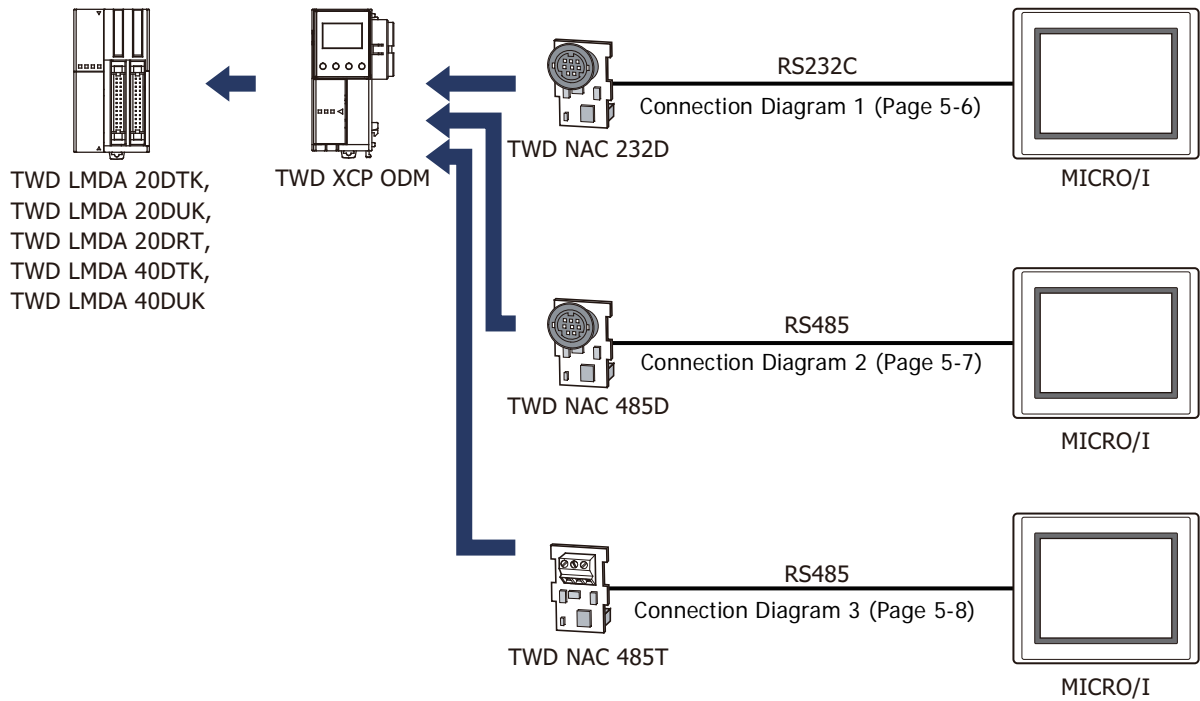 RS232C
Connection Diagram 1 (Page 5-6)
TWD NAC 232D
MICRO/I
TWD XCP ODM
TWD LMDA 20DTK,
TWD LMDA 20DUK,
TWD LMDA 20DRT,
TWD LMDA 40DTK,
TWD LMDA 40DUK
RS485
Connection Diagram 2 (Page 5-7)
TWD NAC 485D
MICRO/I
RS485
Connection Diagram 3 (Page 5-8)
TWD NAC 485T
MICRO/I